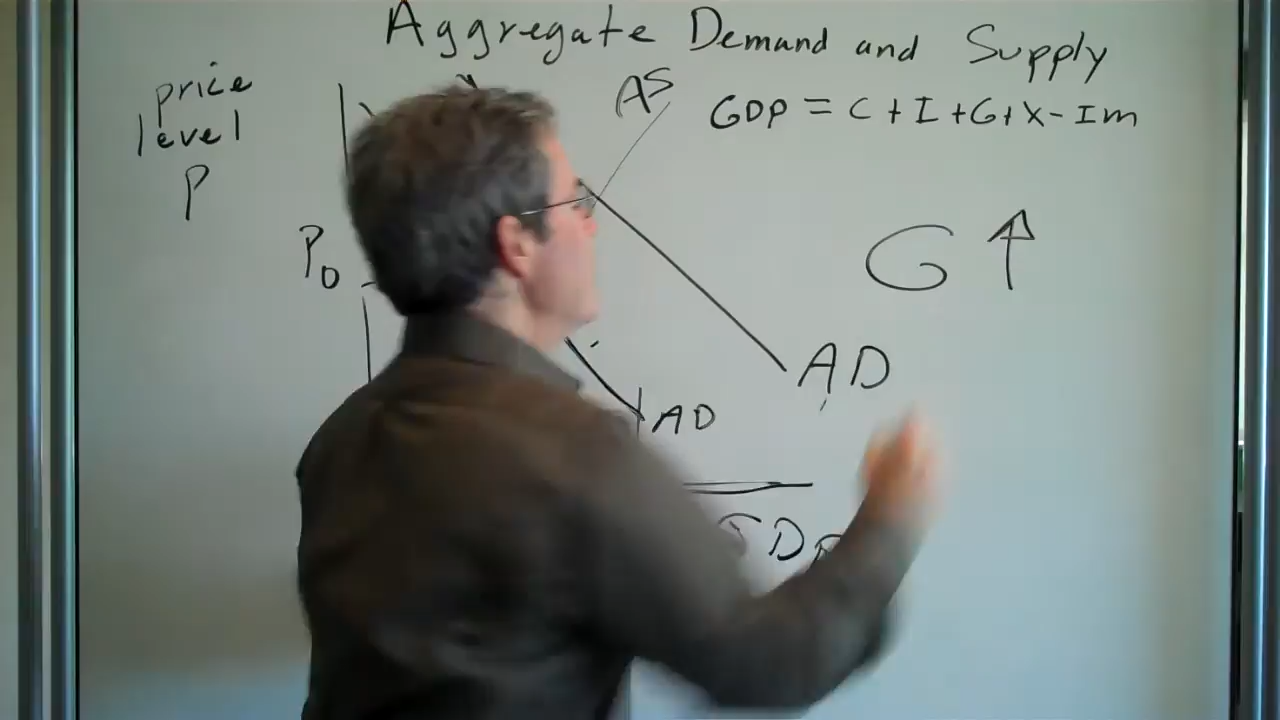 Aggregate Demand and Supply
price
level
P
AS
GDP = C + I + G + X - Im
P0
G ↑
AD
AD